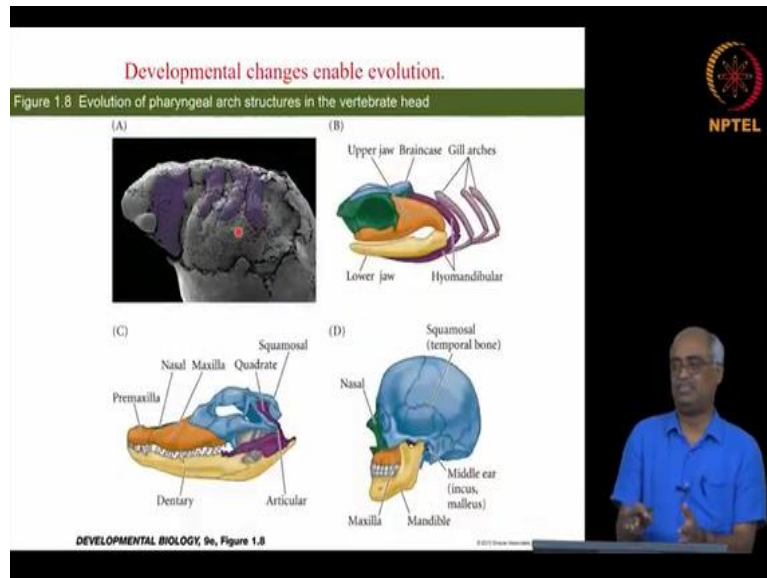 Developmental changes enable evolution.
NPTEL
Figure 1.8 Evolution of pharyngeal arch structures in the vertebrate head
(A)
(B)
Upper jaw Braincase Gill arches
Lower jaw Hyomandibular
(C)
Squamosal
Nasal Maxilla Quadrate
Premaxilla
Dentary Articular
(D)
Squamosal
(temporal bone)
Nasal
Middle ear
(incus,
malleus)
Maxilla Mandible
DEVELOPMENTAL BIOLOGY, 9e, Figure 1.8